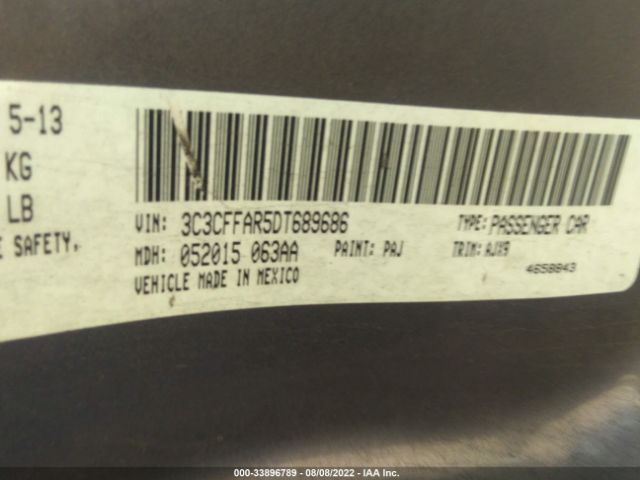 5-13
KG
LB
E SAFETY,
VIN: 3C3CFFAR5DT689686 TYPE: PASSENGER CAR
MDH: 052015 063AA PAINT: PAJ TRIM: AJX9
VEHICLE MADE IN MEXICO 4658843
000-33896789 - 08/08/2022 - IAA Inc.